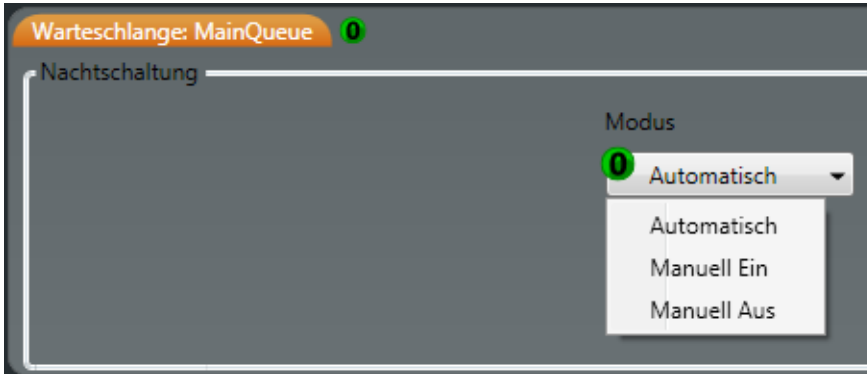 Warteschlange: MainQueue 0
Nachtschaltung
Modus
0 Automatisch
Automatisch
Manuell Ein
Manuell Aus